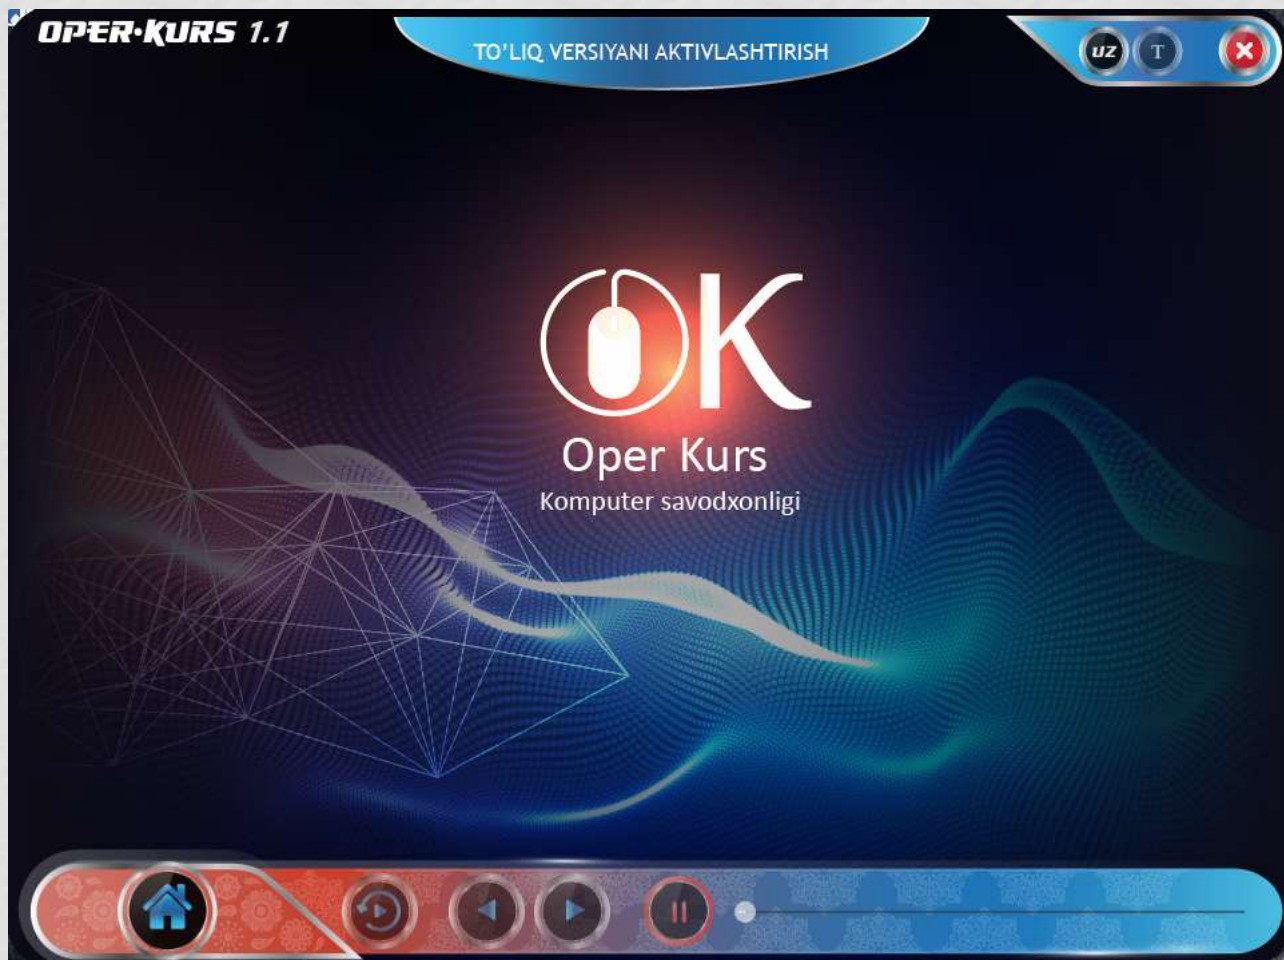 OPER·KURS 1.1
TO'LIQ VERSIYANI AKTIVLASHTIRISH
UZ
T
OK
Oper Kurs
Komputer savodxonligi